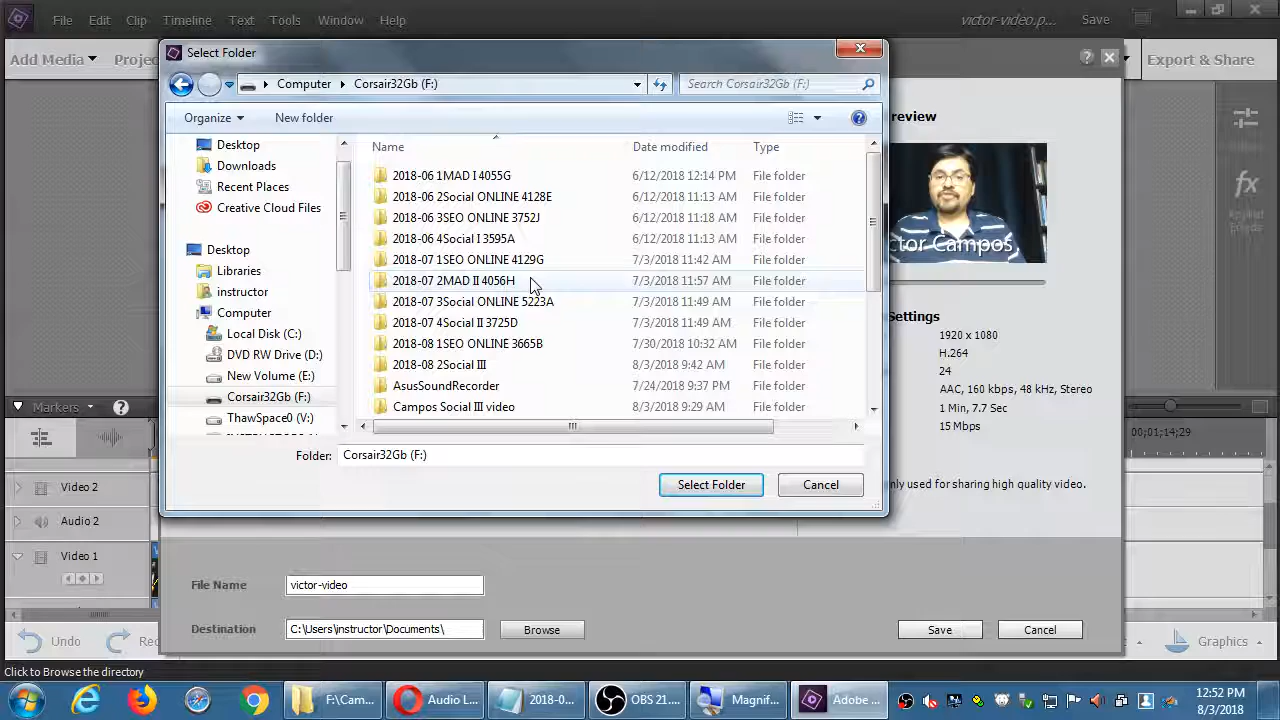 File Edit Clip Timeline Text Tools Window Help victor-video.p... Save
Add Media Projec Export & Share
Select Folder
Computer Corsair32Gb (F:) Search Corsair32Gb (F:)
Organize New folder
Desktop
Downloads
Recent Places
Creative Cloud Files
Desktop
Libraries
instructor
Computer
Local Disk (C:)
DVD RW Drive (D:)
New Volume (E:)
Corsair32Gb (F:)
ThawSpace0 (V:)
Name Date modified Type
2018-06 1MAD I 4055G 6/12/2018 12:14 PM File folder
2018-06 2Social ONLINE 4128E 6/12/2018 11:13 AM File folder
2018-06 3SEO ONLINE 3752J 6/12/2018 11:18 AM File folder
2018-06 4Social I 3595A 6/12/2018 11:13 AM File folder
2018-07 1SEO ONLINE 4129G 7/3/2018 11:42 AM File folder
2018-07 2MAD II 4056H 7/3/2018 11:57 AM File folder
2018-07 3Social ONLINE 5223A 7/3/2018 11:49 AM File folder
2018-07 4Social II 3725D 7/3/2018 11:49 AM File folder
2018-08 1SEO ONLINE 3665B 7/30/2018 10:32 AM File folder
2018-08 2Social III 8/3/2018 9:42 AM File folder
AsusSoundRecorder 7/24/2018 9:37 PM File folder
Campos Social III video 8/3/2018 9:29 AM File folder
Folder: Corsair32Gb (F:)
Select Folder Cancel
review
ctor Campos
Settings
1920 x 1080
H.264
24
AAC, 160 kbps, 48 kHz, Stereo
1 Min, 7.7 Sec
15 Mbps
nly used for sharing high quality video.
fx
Applied
Effects
Markers
00;01;14;29
Video 2
Audio 2
Video 1
File Name victor-video
Destination C:\Users\instructor\Documents\ Browse Save Cancel
Undo Rec Graphics
Click to Browse the directory
F:\Cam... Audio L... 2018-0... OBS 21.... Magnif... Adobe ...
12:52 PM
8/3/2018